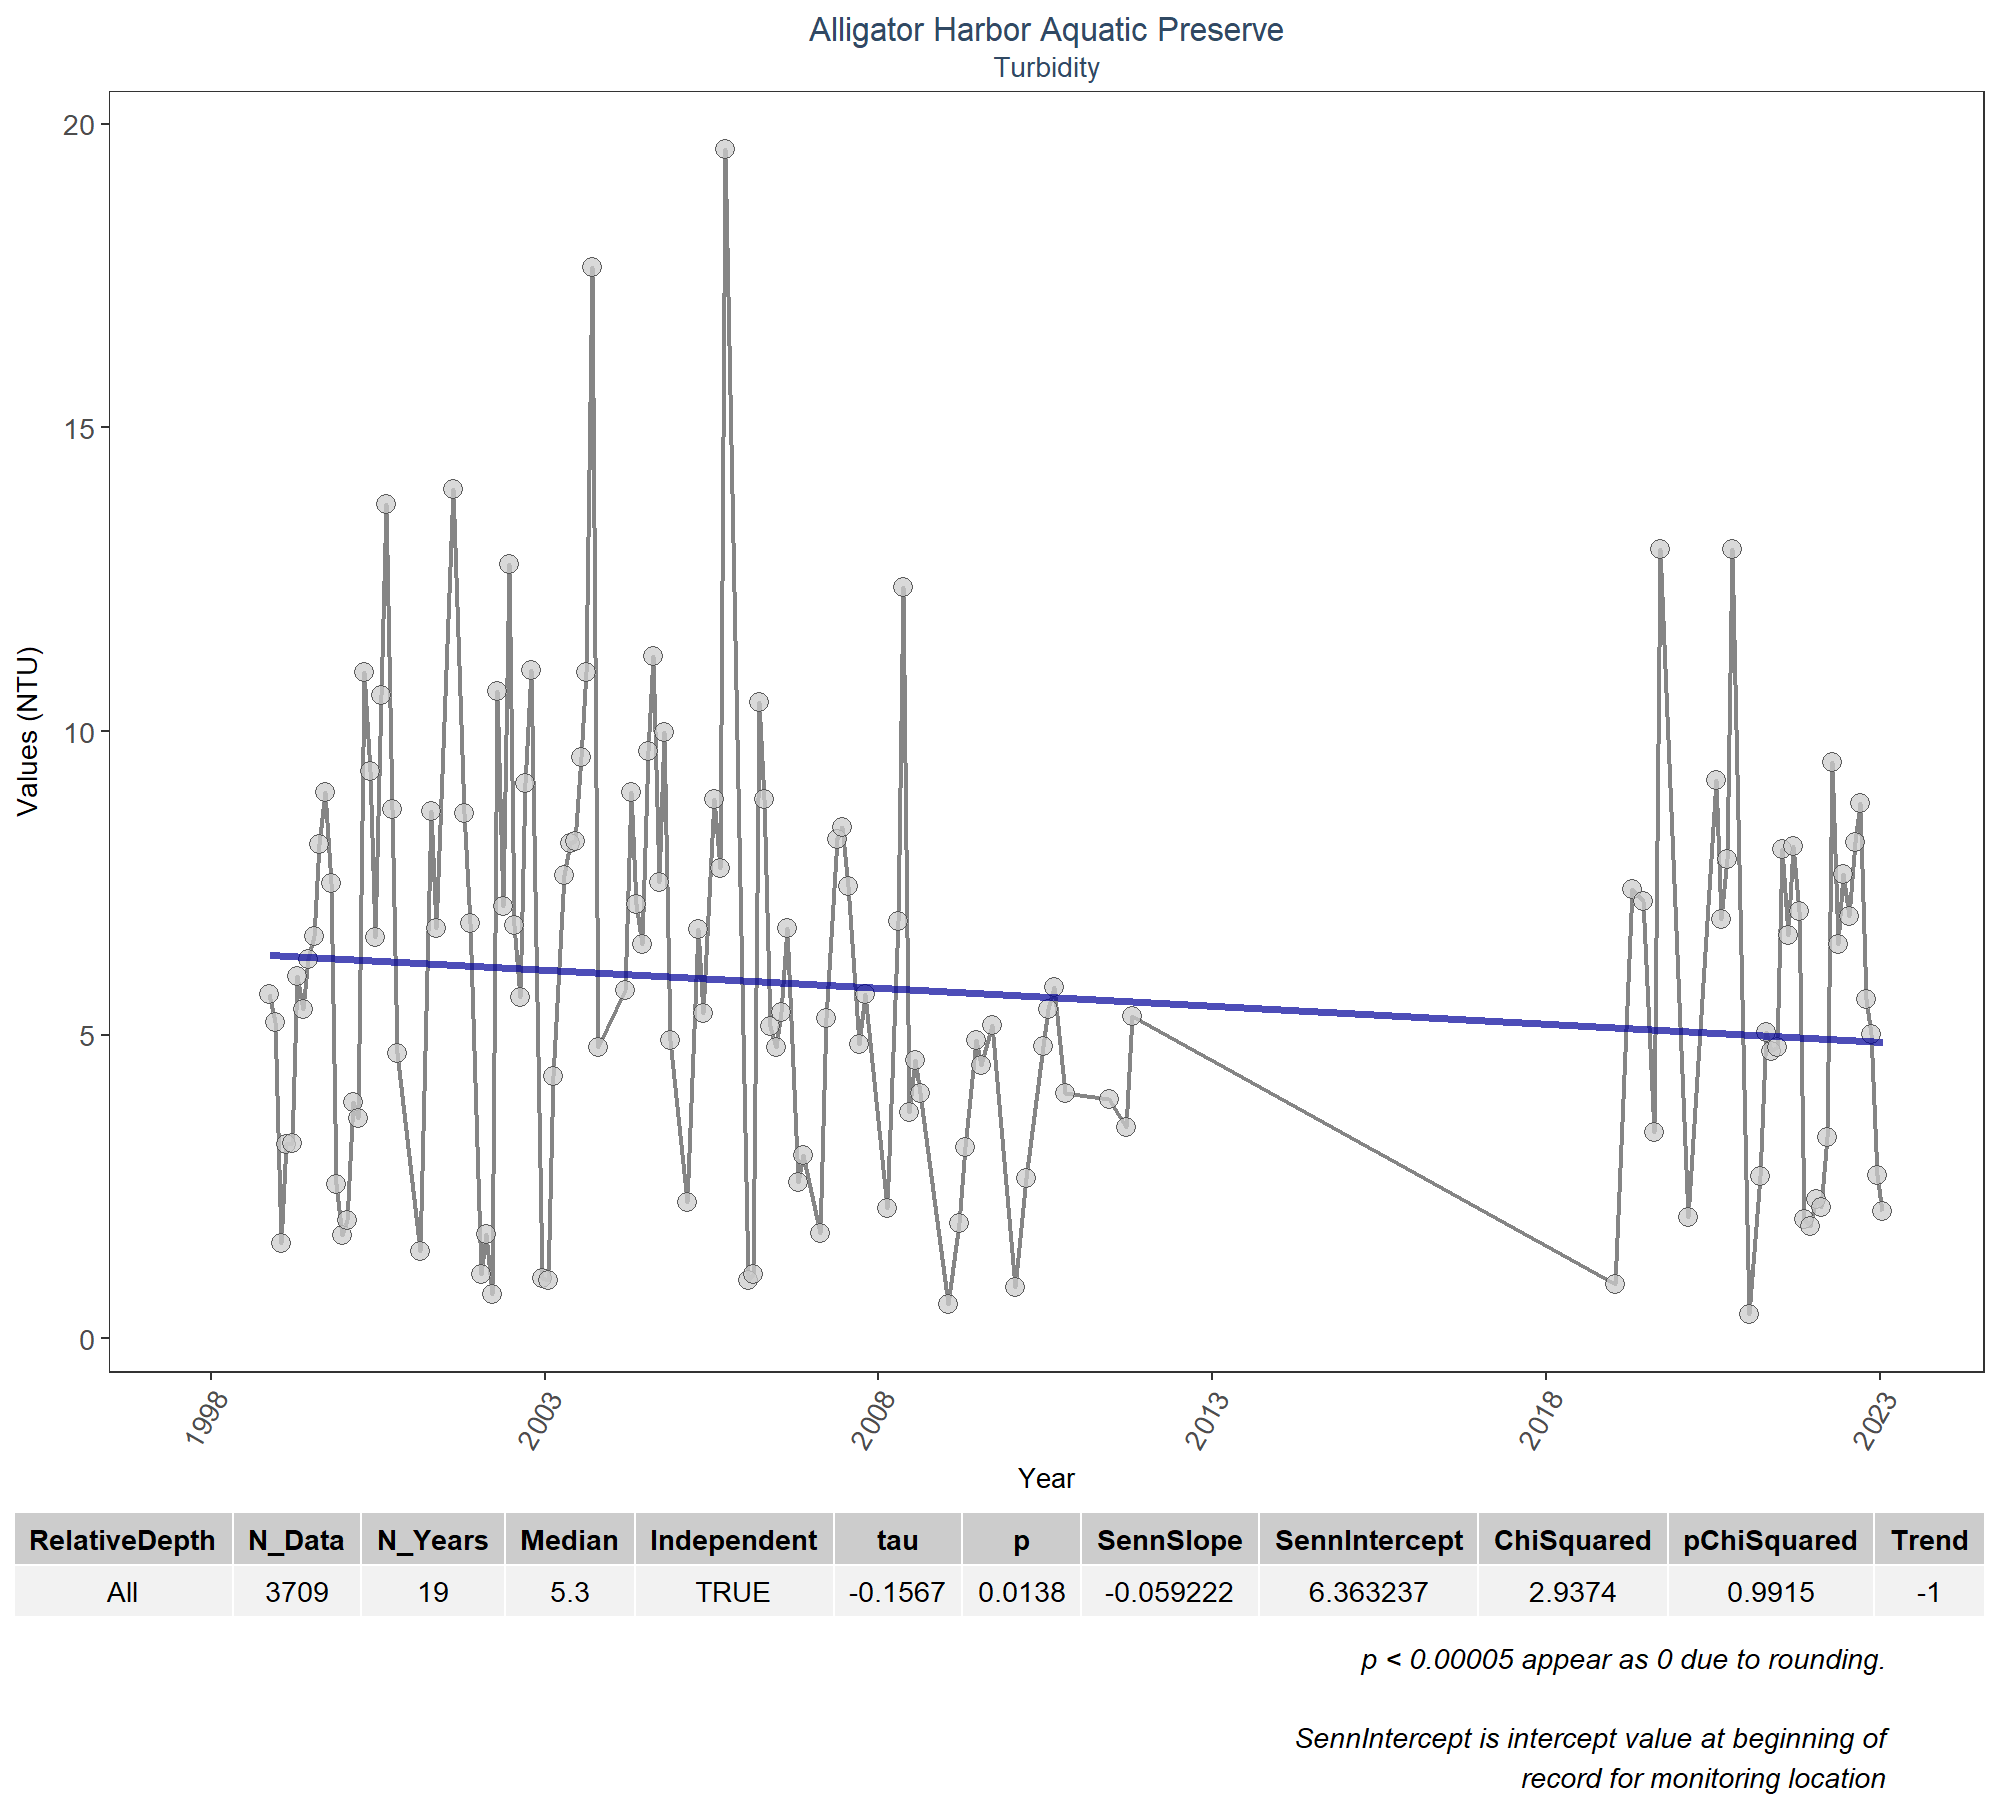 Alligator Harbor Aquatic Preserve
Turbidity
20
15
10
5
0
Values (NTU)
1998 2003 2008 2013 2018 2023
Year
RelativeDepth N_Data N_Years Median Independent tau p SennSlope SennIntercept ChiSquared pChiSquared Trend
All 3709 19 5.3 TRUE -0.1567 0.0138 -0.059222 6.363237 2.9374 0.9915 -1
p < 0.00005 appear as 0 due to rounding.
SennIntercept is intercept value at beginning of
record for monitoring location